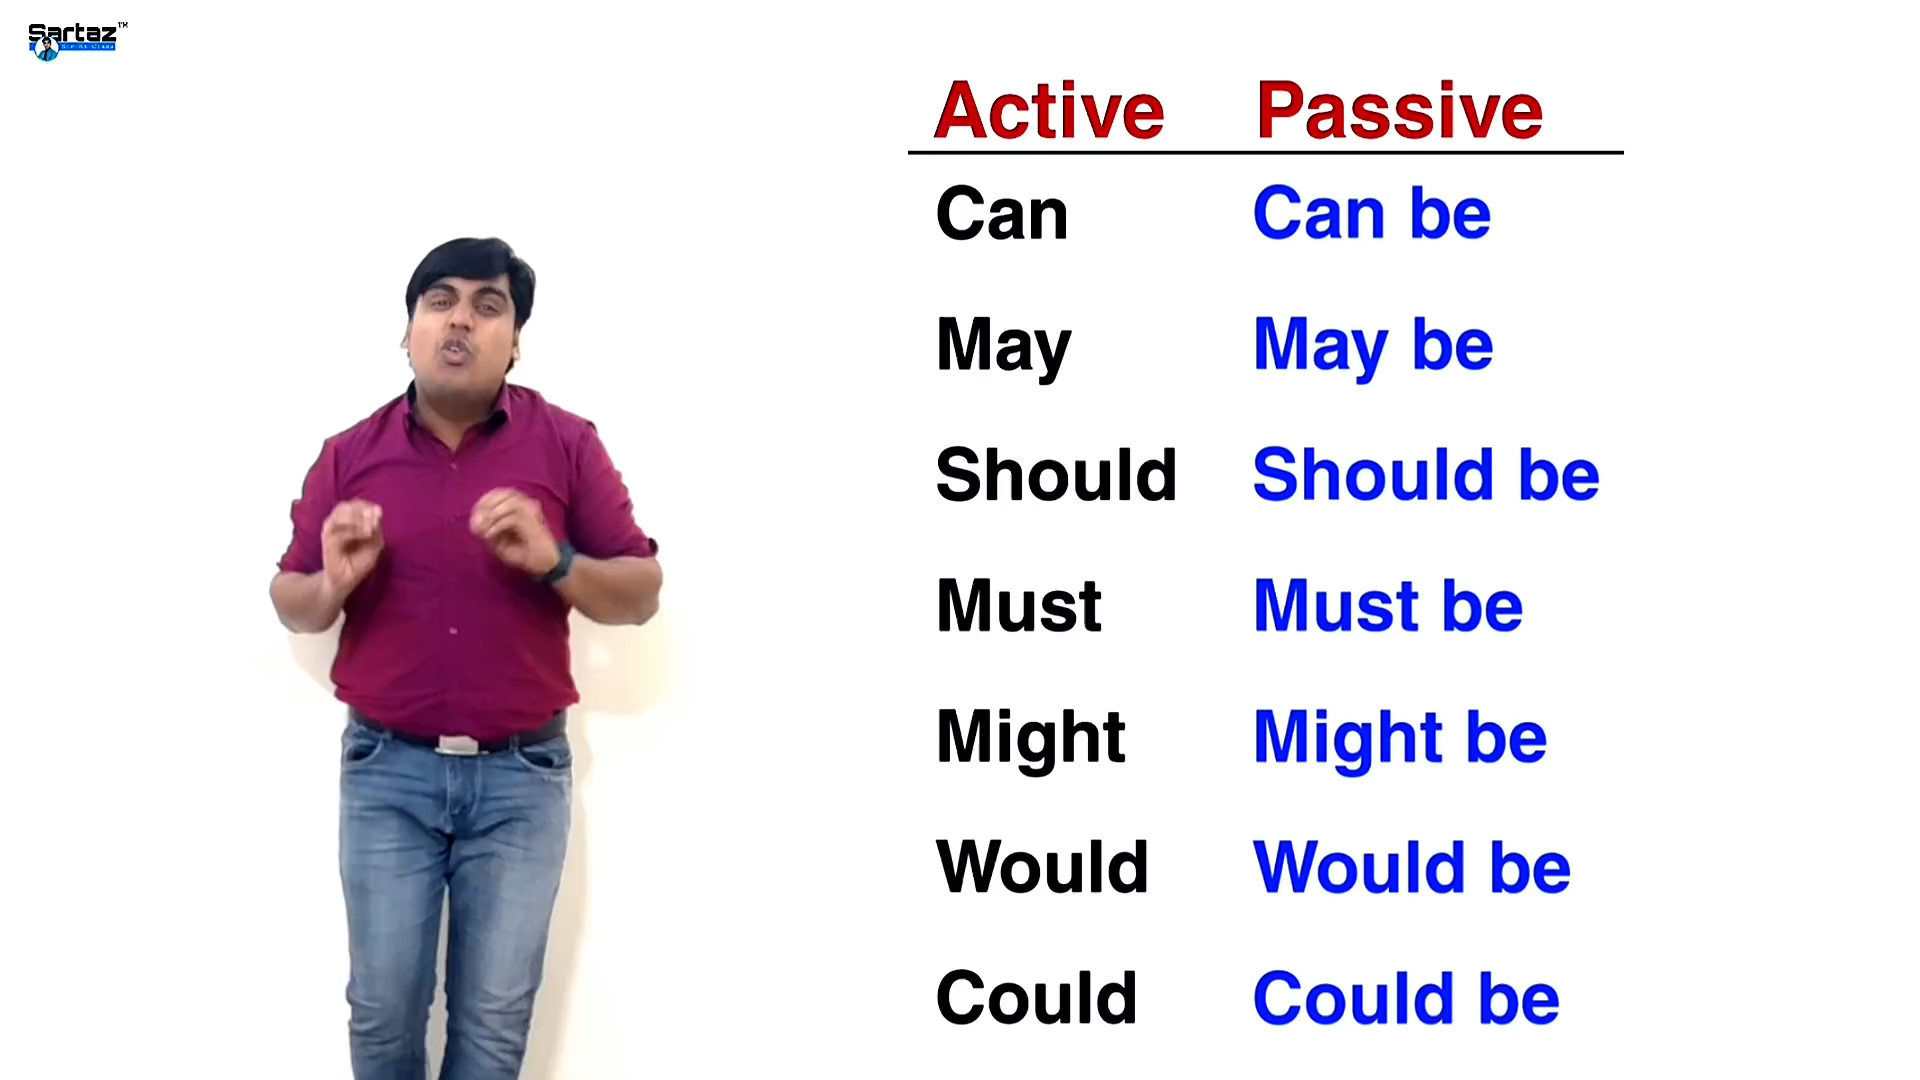 Sartaz™
Active Passive
Can Can be
May May be
Should Should be
Must Must be
Might Might be
Would Would be
Could Could be